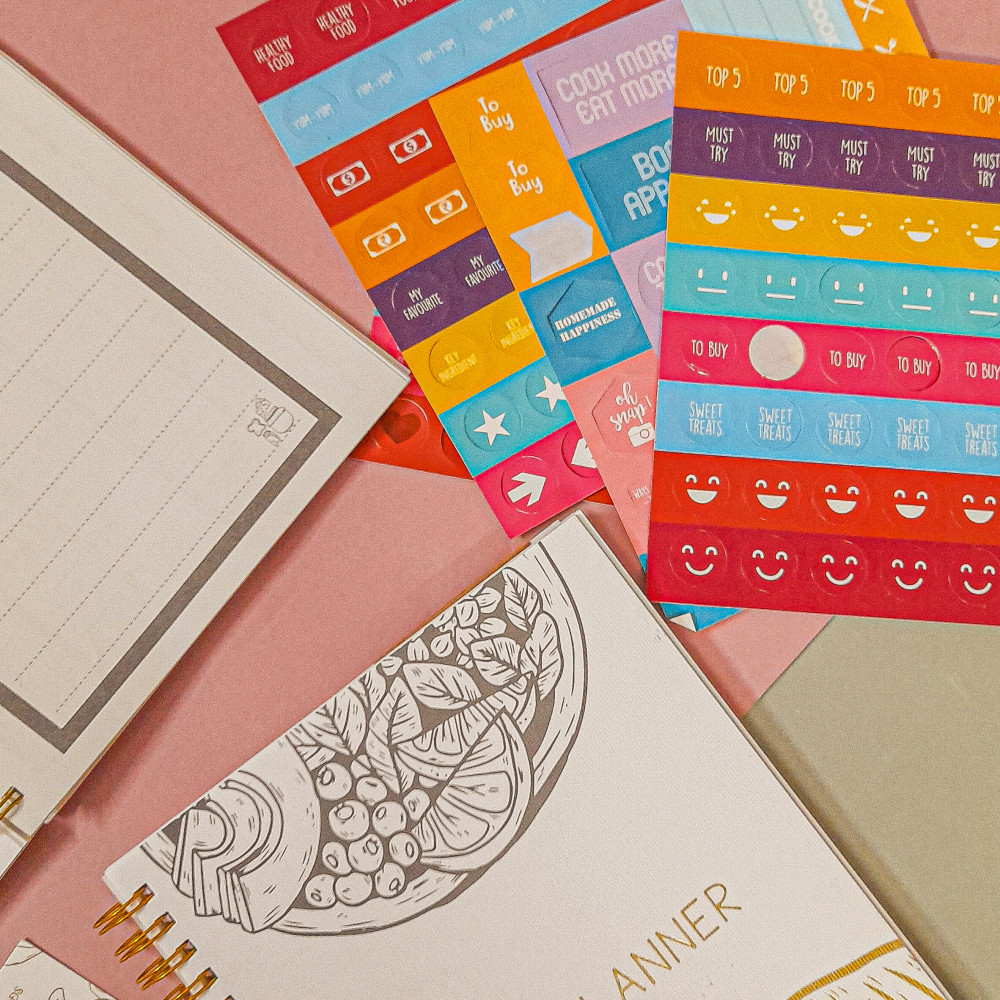 HEALTHY
FOOD
HEALTHY
FOOD
YUM-YUM
YUM-YUM
YUM-YUM
MY
FAVOURITE
MY
FAVOURITE
KEY
INGREDIENT
KEY
To
Buy
To
Buy
COOK MORE
EAT MORE
HOMEMADE
HAPPINESS
oh
snap!
TOP 5
TOP 5
TOP 5
TOP 5
TOP
MUST
TRY
MUST
TRY
MUST
TRY
MUST
TRY
MUST
TRY
TO BUY
TO BUY
TO BUY
TO BUY
SWEET
TREATS
SWEET
TREATS
SWEET
TREATS
SWEET
TREATS
SWEET
TREATS
LANNER